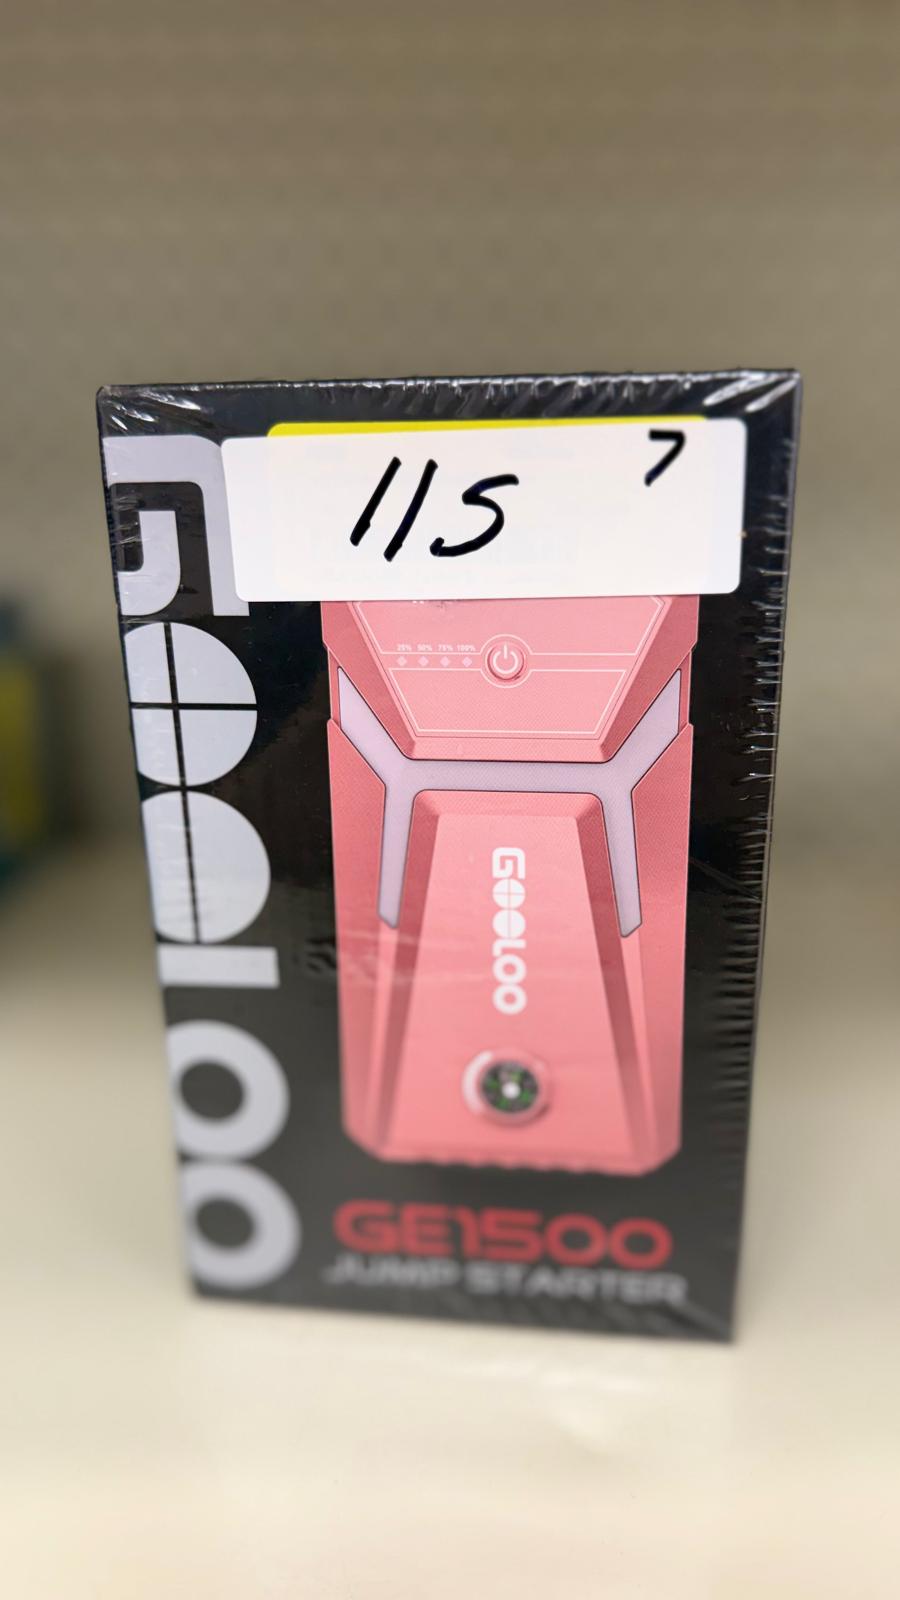 115
7
GOOLOO
25% 50% 75% 100%
GOOLOO
GE1500
JUMP STARTER